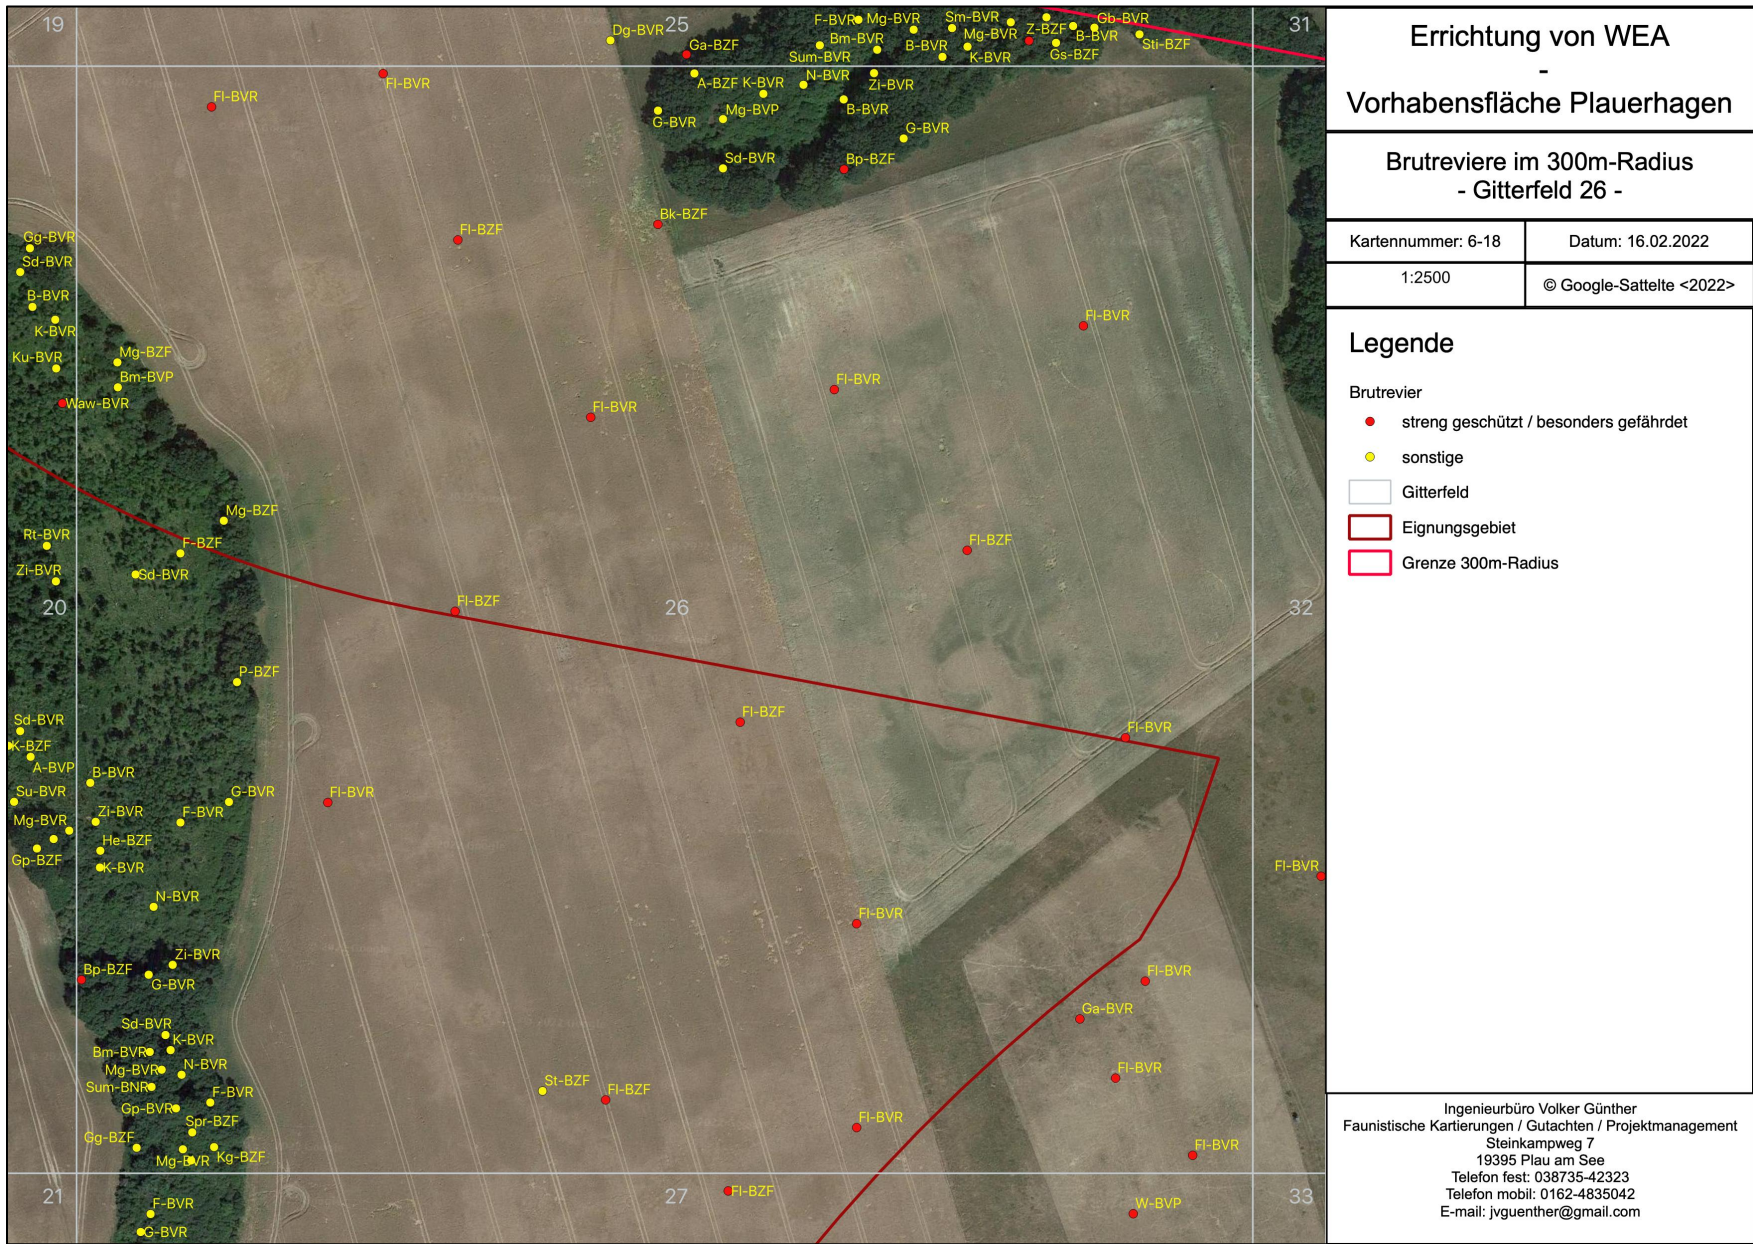 Errichtung von WEA
-
Vorhabensfläche Plauerhagen
Brutreviere im 300m-Radius
- Gitterfeld 26 -
Kartennummer: 6-18
Datum: 16.02.2022
1:2500
© Google-Sattelte <2022>
Legende
Brutrevier
streng geschützt / besonders gefährdet
sonstige
Gitterfeld
Eignungsgebiet
Grenze 300m-Radius
Ingenieurbüro Volker Günther
Faunistische Kartierungen / Gutachten / Projektmanagement
Steinkampweg 7
19395 Plau am See
Telefon fest: 038735-42323
Telefon mobil: 0162-4835042
E-mail: jvguenther@gmail.com
19
25
31
Dg-BVR
Ga-BZF
F-BVR
Mg-BVR
Sm-BVR
Z-BZF
Gb-BVR
B-BVR
Sti-BZF
Bm-BVR
B-BVR
Mg-BVR
Sum-BVR
K-BVR
Gs-BZF
Fl-BVR
Fl-BVR
A-BZF
K-BVR
N-BVR
Zi-BVR
G-BVR
Mg-BVP
B-BVR
G-BVR
Sd-BVR
Bp-BZF
Bk-BZF
Fl-BZF
Gg-BVR
Sd-BVR
B-BVR
K-BVR
Ku-BVR
Mg-BZF
Bm-BVP
Waw-BVR
Fl-BVR
Fl-BVR
Fl-BVR
Mg-BZF
Rt-BVR
F-BZF
Zi-BVR
Sd-BVR
Fl-BZF
20
Fl-BZF
26
32
P-BZF
Sd-BVR
K-BZF
A-BVP
Fl-BZF
Fl-BVR
B-BVR
Su-BVR
G-BVR
Fl-BVR
Mg-BVR
Zi-BVR
F-BVR
Gp-BZF
He-BZF
K-BVR
Fl-BVR
N-BVR
Fl-BVR
Zi-BVR
Bp-BZF
G-BVR
Fl-BVR
Ga-BVR
Sd-BVR
K-BVR
Bm-BVR
Mg-BVR
N-BVR
Sum-BNR
F-BVR
St-BZF
Fl-BZF
Fl-BVR
Gp-BVR
Spr-BZF
Fl-BVR
Gg-BZF
Mg-BVR
Kg-BZF
Fl-BVR
21
27
33
Fl-BZF
F-BVR
W-BVP
G-BVR